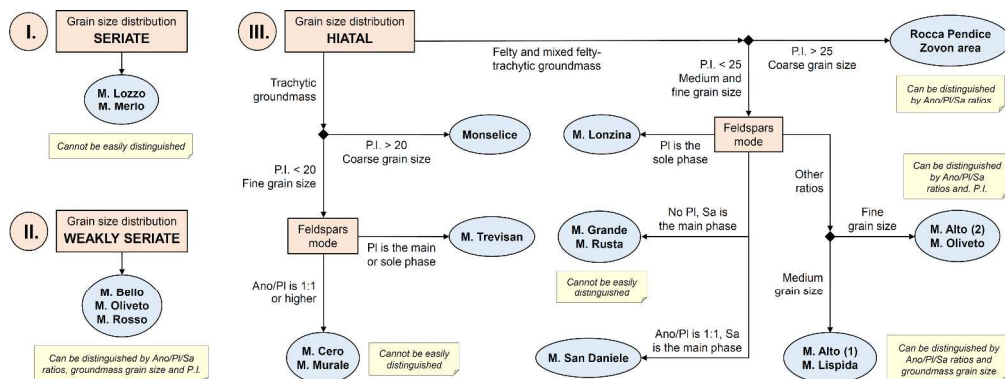 I.
Grain size distribution
SERIATE
M. Lozzo
M. Merlo
Cannot be easily distinguished
II.
Grain size distribution
WEAKLY SERIATE
M. Bello
M. Oliveto
M. Rosso
Can be distinguished by Ano/Pl/Sa
ratios, groundmass grain size and P.I.
III.
Grain size distribution
HIATAL
Felty and mixed felty-
trachytic groundmass
Trachytic
groundmass
P.I. > 20
Coarse grain size
Monselice
P.I. < 20
Fine grain size
Feldspars
mode
Pl is the main
or sole phase
M. Trevisan
Ano/Pl is 1:1
or higher
M. Cero
M. Murale
Cannot be easily
distinguished
P.I. > 25
Coarse grain size
Rocca Pendice
Zovon area
Can be distinguished
by Ano/Pl/Sa ratios
P.I. < 25
Medium and
fine grain size
Feldspars
mode
M. Lonzina
Pl is the
sole phase
No Pl, Sa is
the main phase
M. Grande
M. Rusta
Cannot be easily
distinguished
Ano/Pl is 1:1, Sa
is the main phase
M. San Daniele
Other
ratios
Can be distinguished
by Ano/Pl/Sa
ratios and. P.I.
Fine
grain size
M. Alto (2)
M. Oliveto
Medium
grain size
M. Alto (1)
M. Lispida
Can be distinguished by
Ano/Pl/Sa ratios and
groundmass grain size